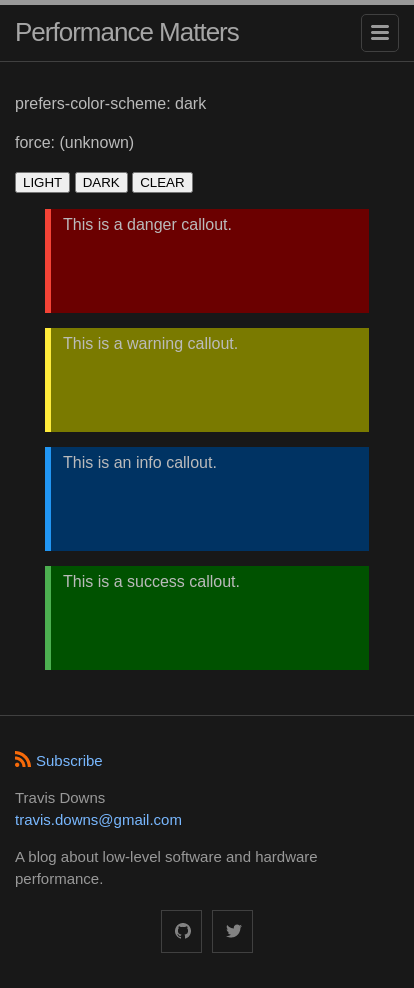 Performance Matters
prefers-color-scheme: dark
force: (unknown)
LIGHT DARK CLEAR
This is a danger callout.
This is a warning callout.
This is an info callout.
This is a success callout.
Subscribe
Travis Downs
travis.downs@gmail.com
A blog about low-level software and hardware
performance.